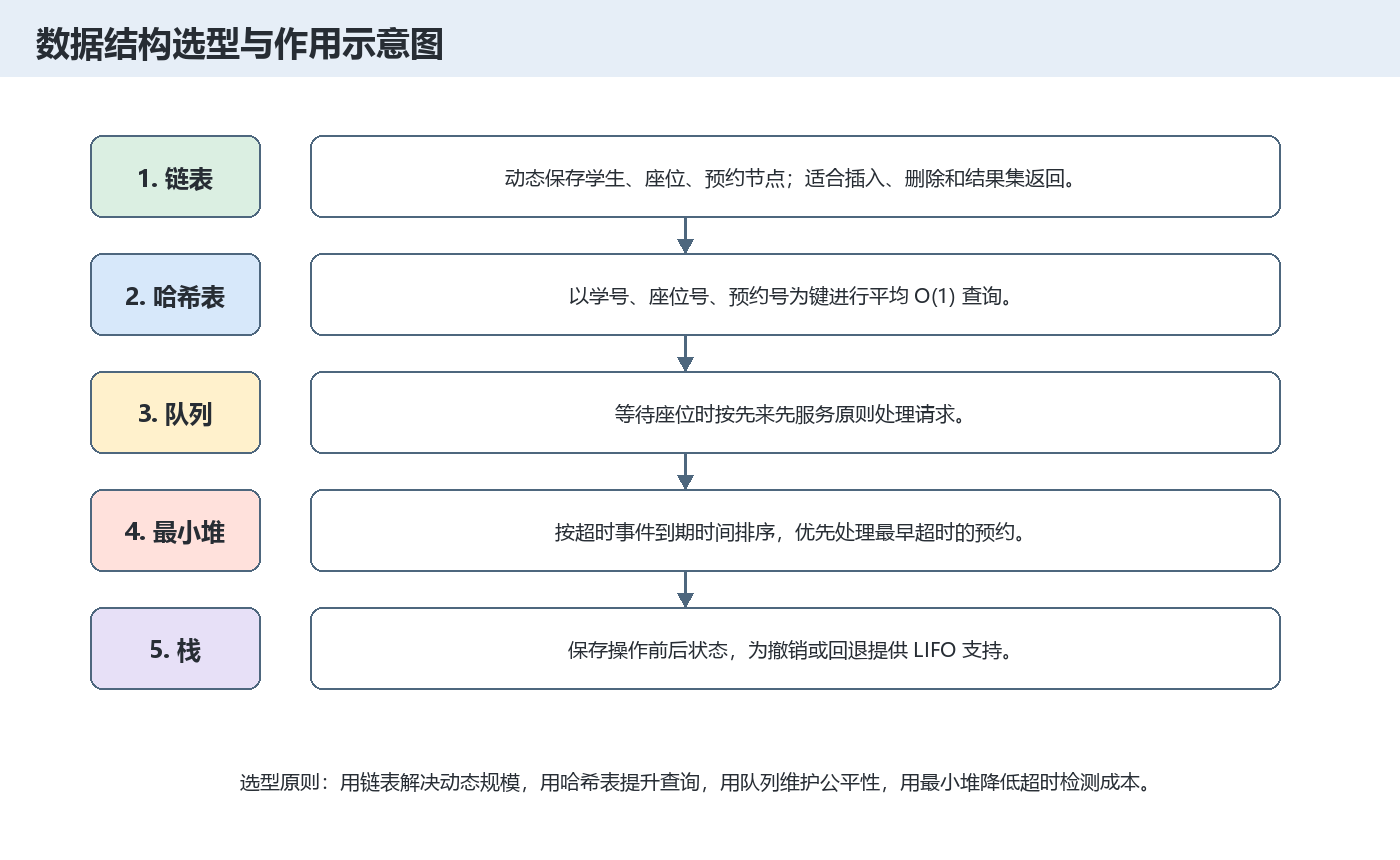 数据结构选型与作用示意图
1. 链表
动态保存学生、座位、预约节点；适合插入、删除和结果集返回。
2. 哈希表
以学号、座位号、预约号为键进行平均 O(1) 查询。
3. 队列
等待座位时按先来先服务原则处理请求。
4. 最小堆
按超时事件到期时间排序，优先处理最早超时的预约。
5. 栈
保存操作前后状态，为撤销或回退提供 LIFO 支持。
选型原则：用链表解决动态规模，用哈希表提升查询，用队列维护公平性，用最小堆降低超时检测成本。